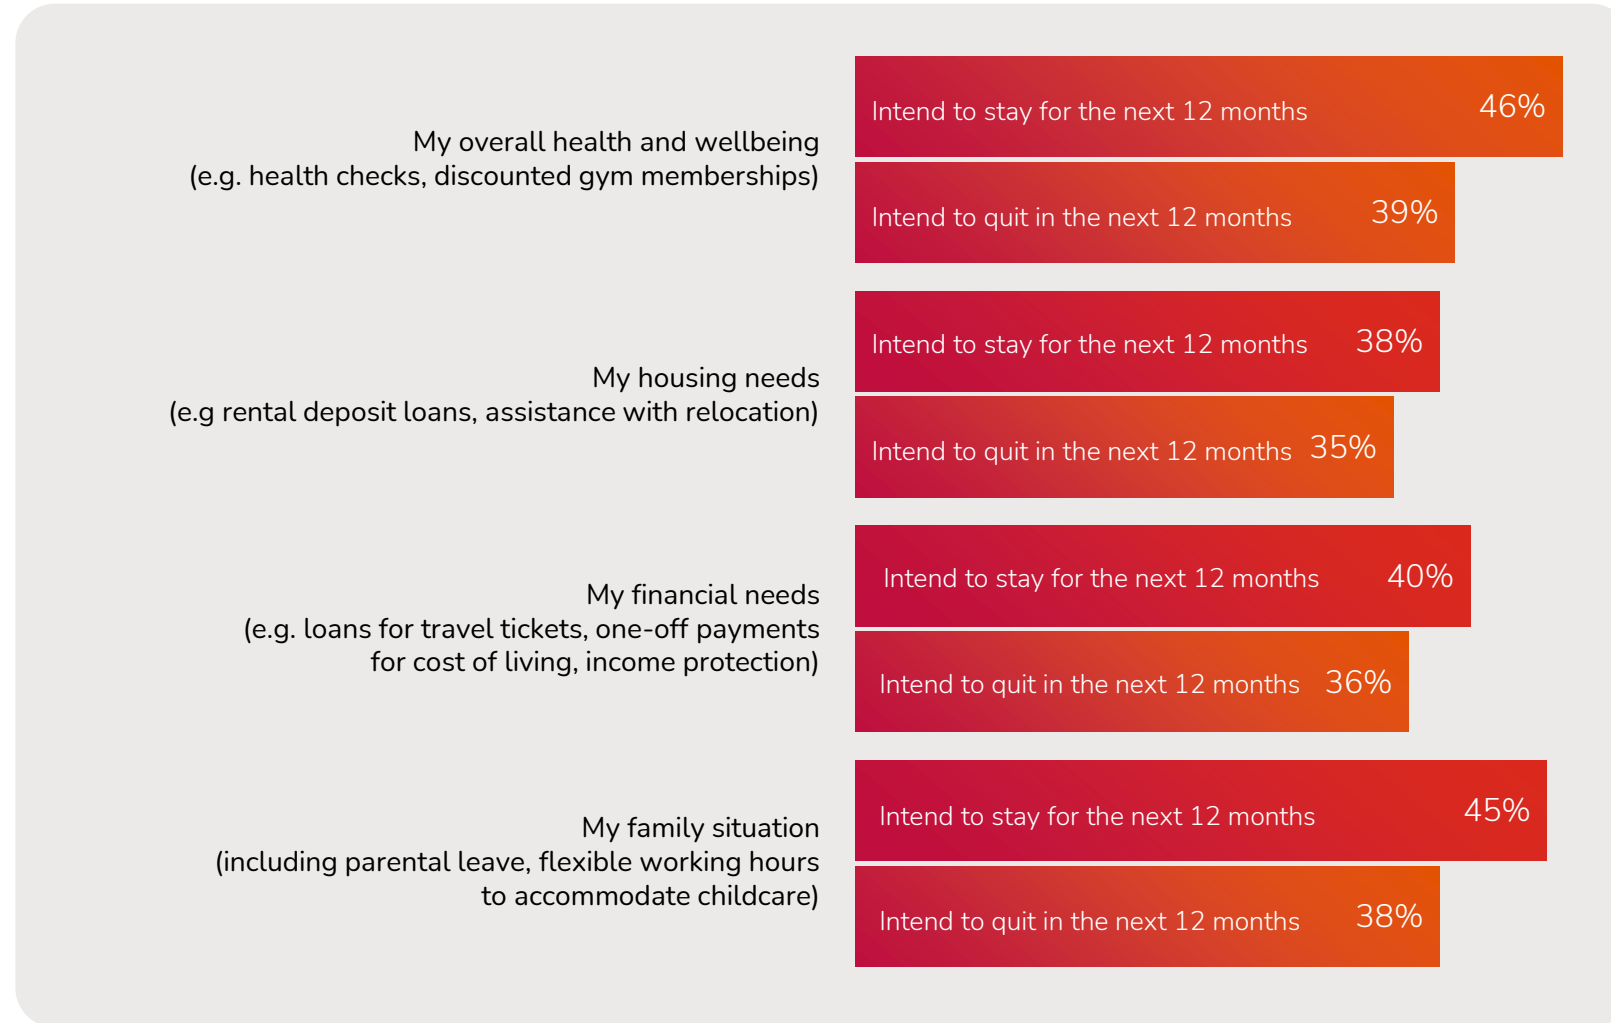 My overall health and wellbeing
(e.g. health checks, discounted gym memberships)
Intend to stay for the next 12 months 46%
Intend to quit in the next 12 months 39%
My housing needs
(e.g rental deposit loans, assistance with relocation)
Intend to stay for the next 12 months 38%
Intend to quit in the next 12 months 35%
My financial needs
(e.g. loans for travel tickets, one-off payments
for cost of living, income protection)
Intend to stay for the next 12 months 40%
Intend to quit in the next 12 months 36%
My family situation
(including parental leave, flexible working hours
to accommodate childcare)
Intend to stay for the next 12 months 45%
Intend to quit in the next 12 months 38%